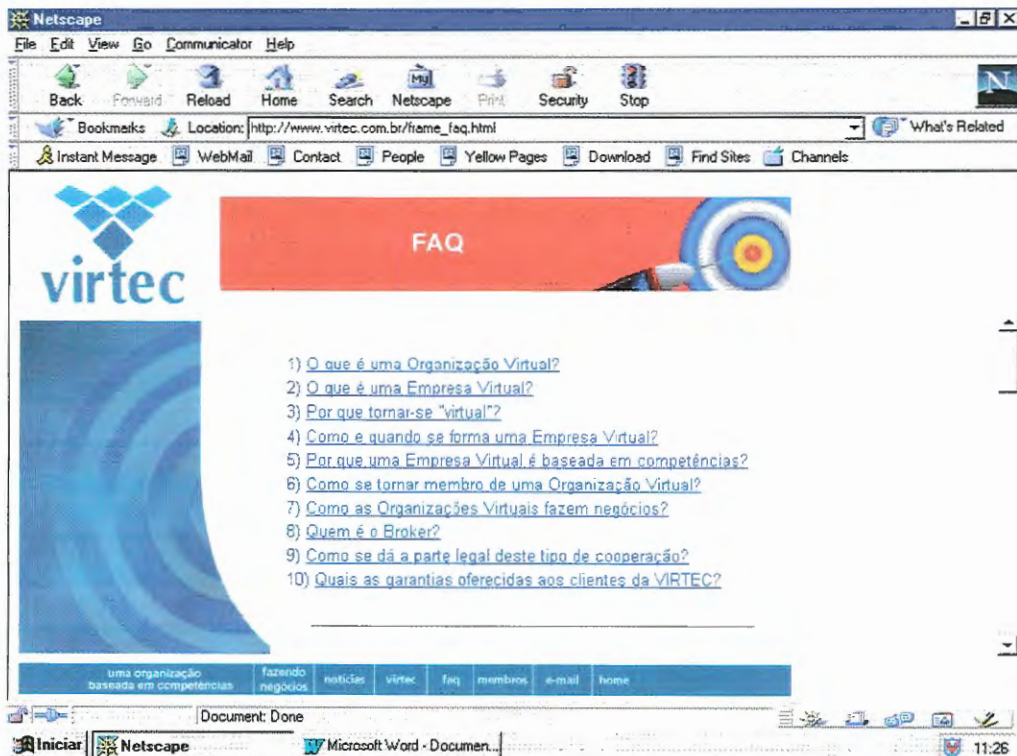 Netscape
File Edit View Go Communicator Help
Back Forward Reload Home Search Netscape Print Security Stop
My
N
Bookmarks Location: http://www.virtec.com.br/frame_faq.html What's Related
Instant Message WebMail Contact People Yellow Pages Download Find Sites Channels
virtec
FAQ
1) O que é uma Organização Virtual?
2) O que é uma Empresa Virtual?
3) Por que tornar-se "virtual"?
4) Como e quando se forma uma Empresa Virtual?
5) Por que uma Empresa Virtual é baseada em competências?
6) Como se tornar membro de uma Organização Virtual?
7) Como as Organizações Virtuais fazem negócios?
8) Quem é o Broker?
9) Como se dá a parte legal deste tipo de cooperação?
10) Quais as garantias oferecidas aos clientes da VIRTEC?
uma organização
baseada em competências
fazendo
negócios
notícias virtec faq membros e-mail home
Document: Done
Iniciar Netscape Microsoft Word - Documen... 11:26